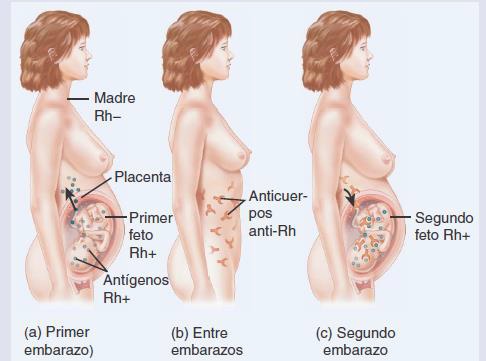 Madre
Rh–
Placenta
Primer
feto
Rh+
Antígenos
Rh+
Anticuer-
pos
anti-Rh
Segundo
feto Rh+
(a) Primer
embarazo)
(b) Entre
embarazos
(c) Segundo
embarazo